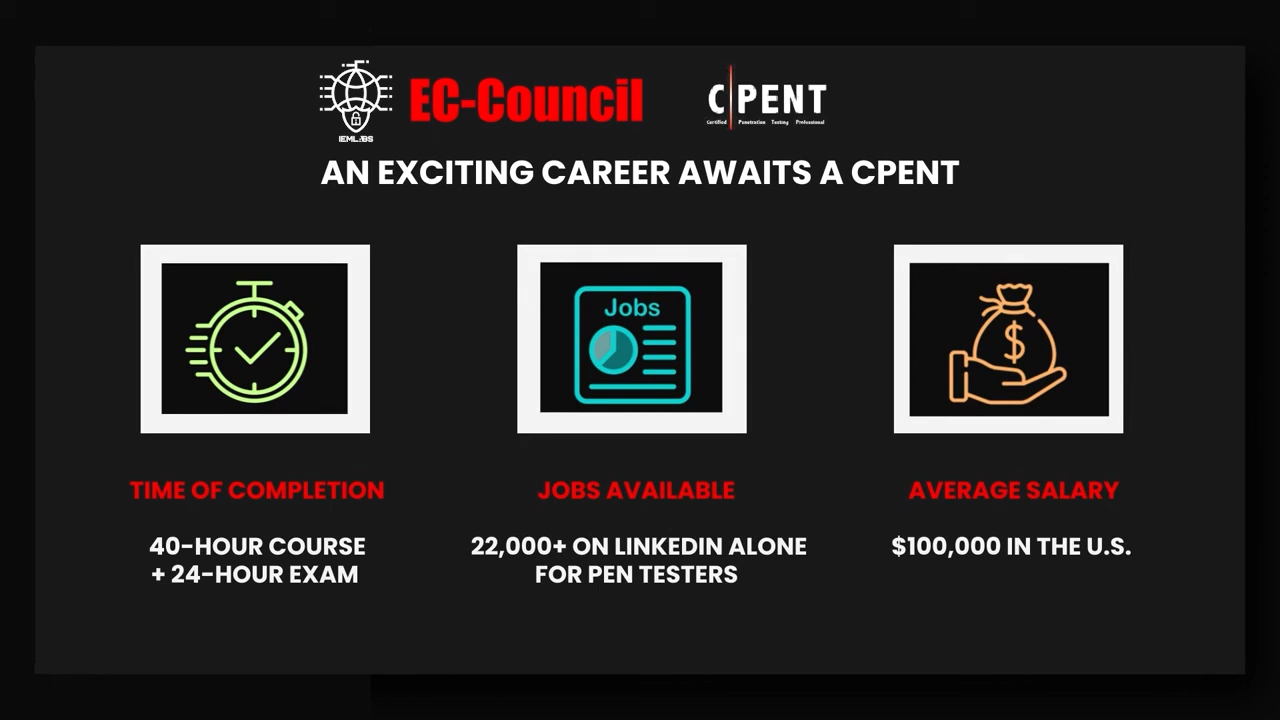 IEMLABS
EC-Council
C|PENT
Certified Penetration Testing Professional
AN EXCITING CAREER AWAITS A CPENT
Jobs
$
TIME OF COMPLETION
40-HOUR COURSE
+ 24-HOUR EXAM
JOBS AVAILABLE
22,000+ ON LINKEDIN ALONE
FOR PEN TESTERS
AVERAGE SALARY
$100,000 IN THE U.S.